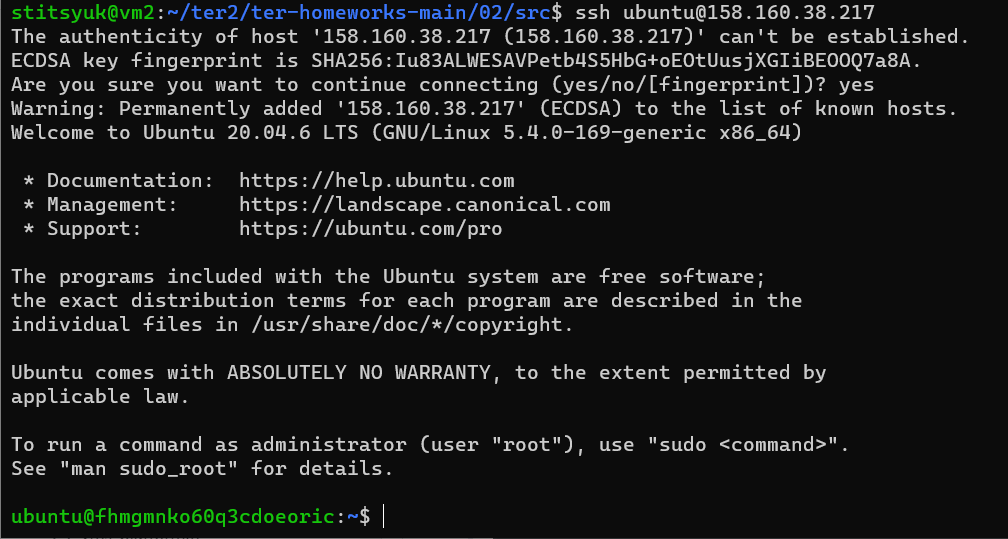 stitsyuk@vm2:~/ter2/ter-homeworks-main/02/src$ ssh ubuntu@158.160.38.217
The authenticity of host '158.160.38.217 (158.160.38.217)' can't be established.
ECDSA key fingerprint is SHA256:Iu83ALWESAVPetb4S5HbG+oEOtUusjXGIiBEOOQ7a8A.
Are you sure you want to continue connecting (yes/no/[fingerprint])? yes
Warning: Permanently added '158.160.38.217' (ECDSA) to the list of known hosts.
Welcome to Ubuntu 20.04.6 LTS (GNU/Linux 5.4.0-169-generic x86_64)

 * Documentation:  https://help.ubuntu.com
 * Management:     https://landscape.canonical.com
 * Support:        https://ubuntu.com/pro

The programs included with the Ubuntu system are free software;
the exact distribution terms for each program are described in the
individual files in /usr/share/doc/*/copyright.

Ubuntu comes with ABSOLUTELY NO WARRANTY, to the extent permitted by
applicable law.

To run a command as administrator (user "root"), use "sudo <command>".
See "man sudo_root" for details.

ubuntu@fhmgmnko60q3cdoeoric:~$